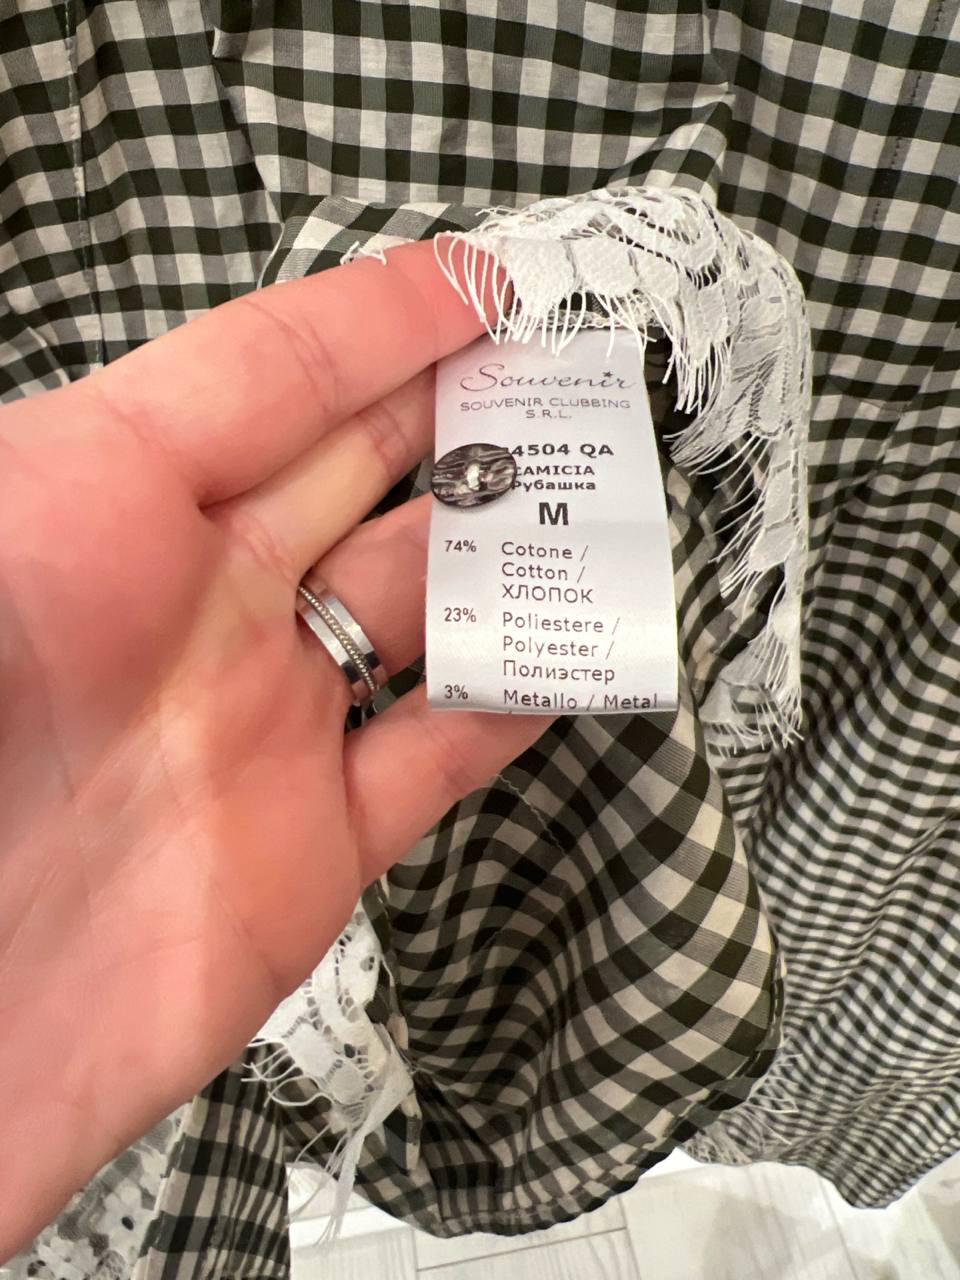 Souvenir
SOUVENIR CLUBBING
S.R.L.
4504 QA
CAMICIA
Рубашка
M
74% Cotone /
Cotton /
ХЛОПОК
23% Poliestere /
Polyester /
Полиэстер
3% Metallo / Metal